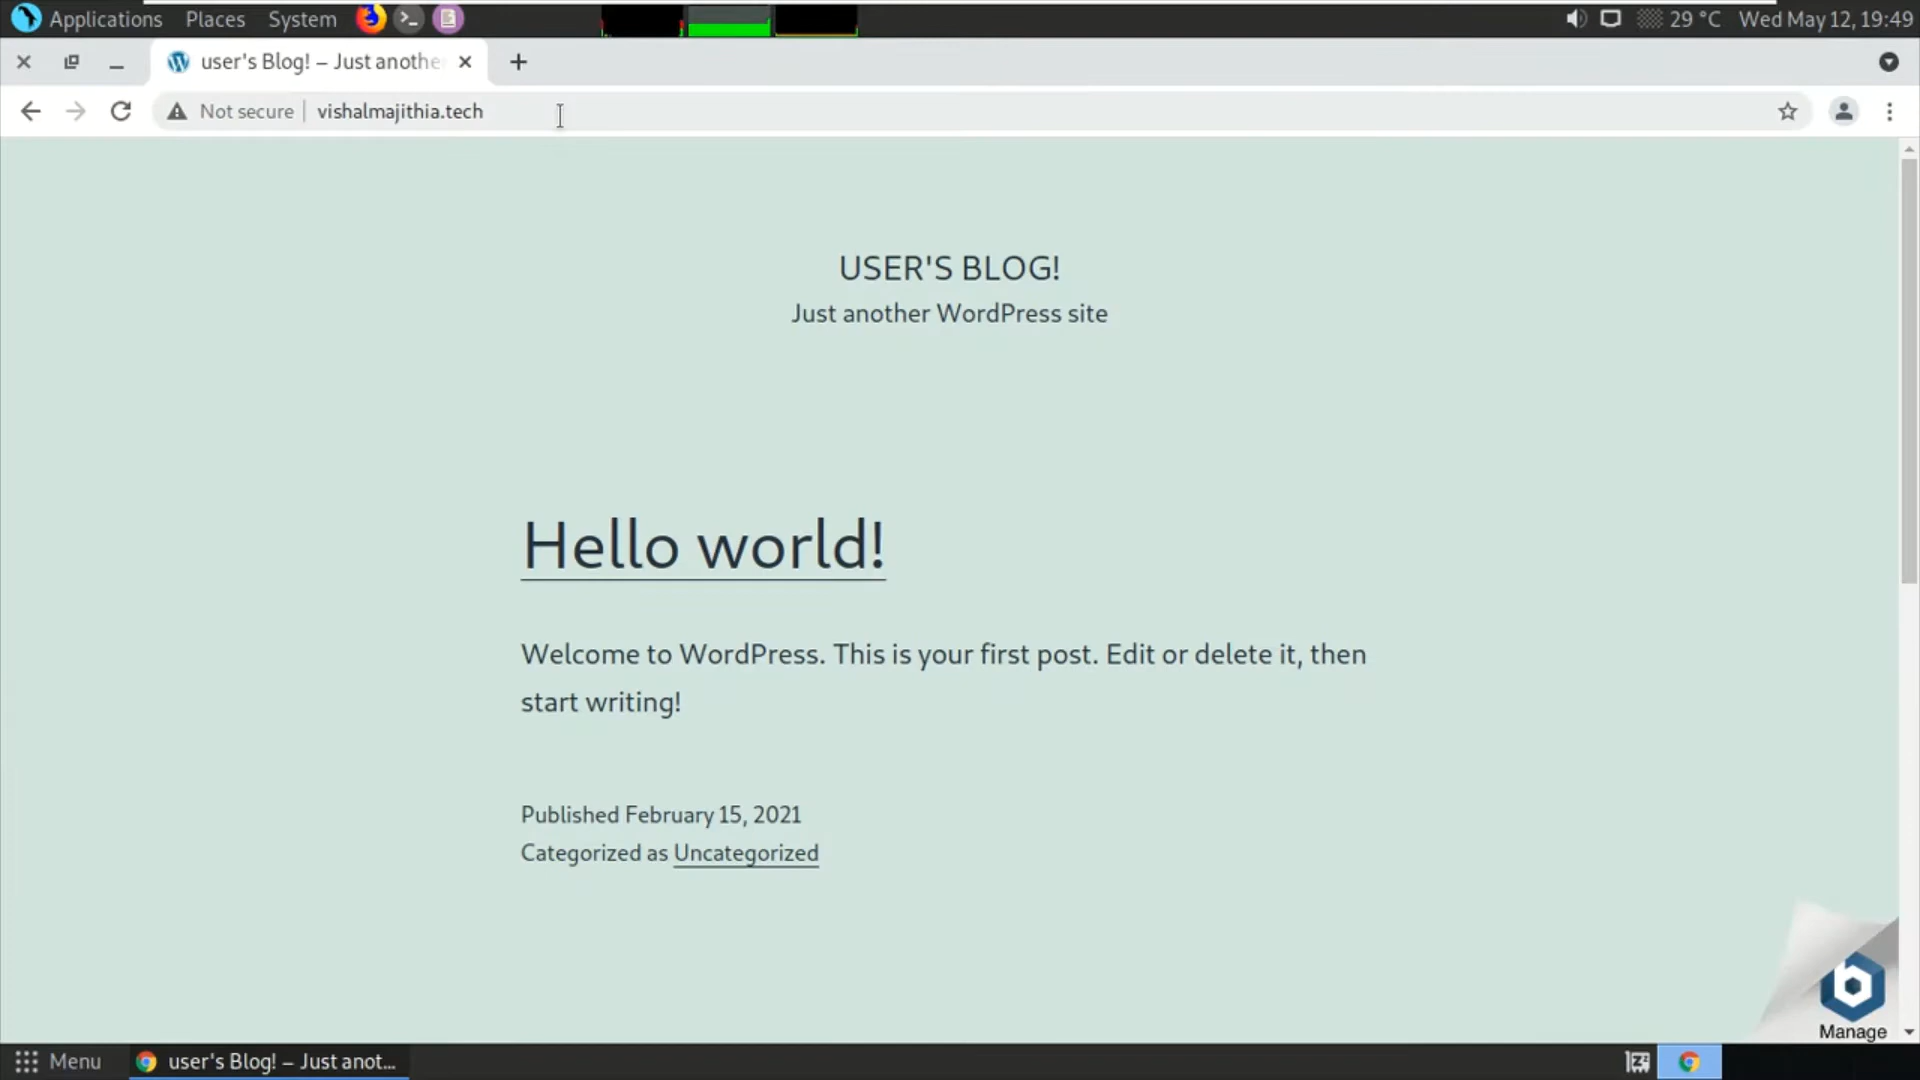 Applications Places System 29 °C Wed May 12, 19:49
user's Blog! – Just anothe
Not secure vishalmajithia.tech
USER'S BLOG!
Just another WordPress site
Hello world!
Welcome to WordPress. This is your first post. Edit or delete it, then
start writing!
Published February 15, 2021
Categorized as Uncategorized
Manage
Menu user's Blog! – Just anot...